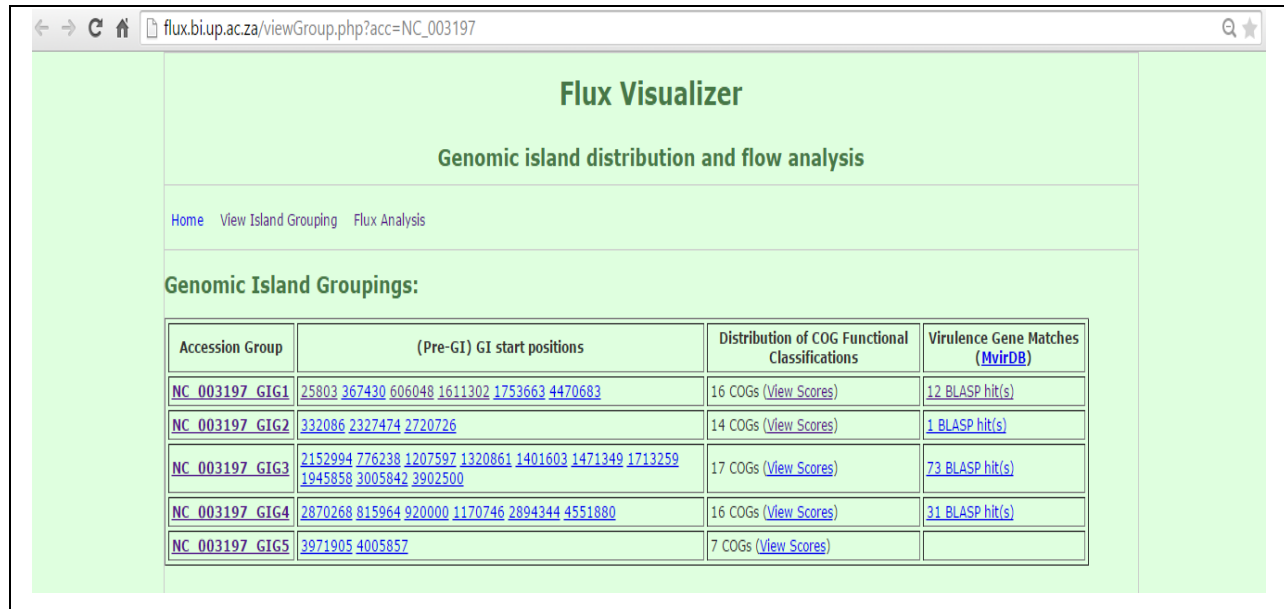 flux.bi.up.ac.za/viewGroup.php?acc=NC_003197
Flux Visualizer
Genomic island distribution and flow analysis
Home View Island Grouping Flux Analysis
Genomic Island Groupings:
Accession Group (Pre-GI) GI start positions Distribution of COG Functional Classifications Virulence Gene Matches (MvirDB)
NC_003197_GIG1 25803 367430 606048 1611302 1753663 4470683 16 COGs (View Scores) 12 BLASP hit(s)
NC_003197_GIG2 332086 2327474 2720726 14 COGs (View Scores) 1 BLASP hit(s)
NC_003197_GIG3 2152994 776238 1207597 1320861 1401603 1471349 1713259
1945858 3005842 3902500 17 COGs (View Scores) 73 BLASP hit(s)
NC_003197_GIG4 2870268 815964 920000 1170746 2894344 4551880 16 COGs (View Scores) 31 BLASP hit(s)
NC_003197_GIG5 3971905 4005857 7 COGs (View Scores)